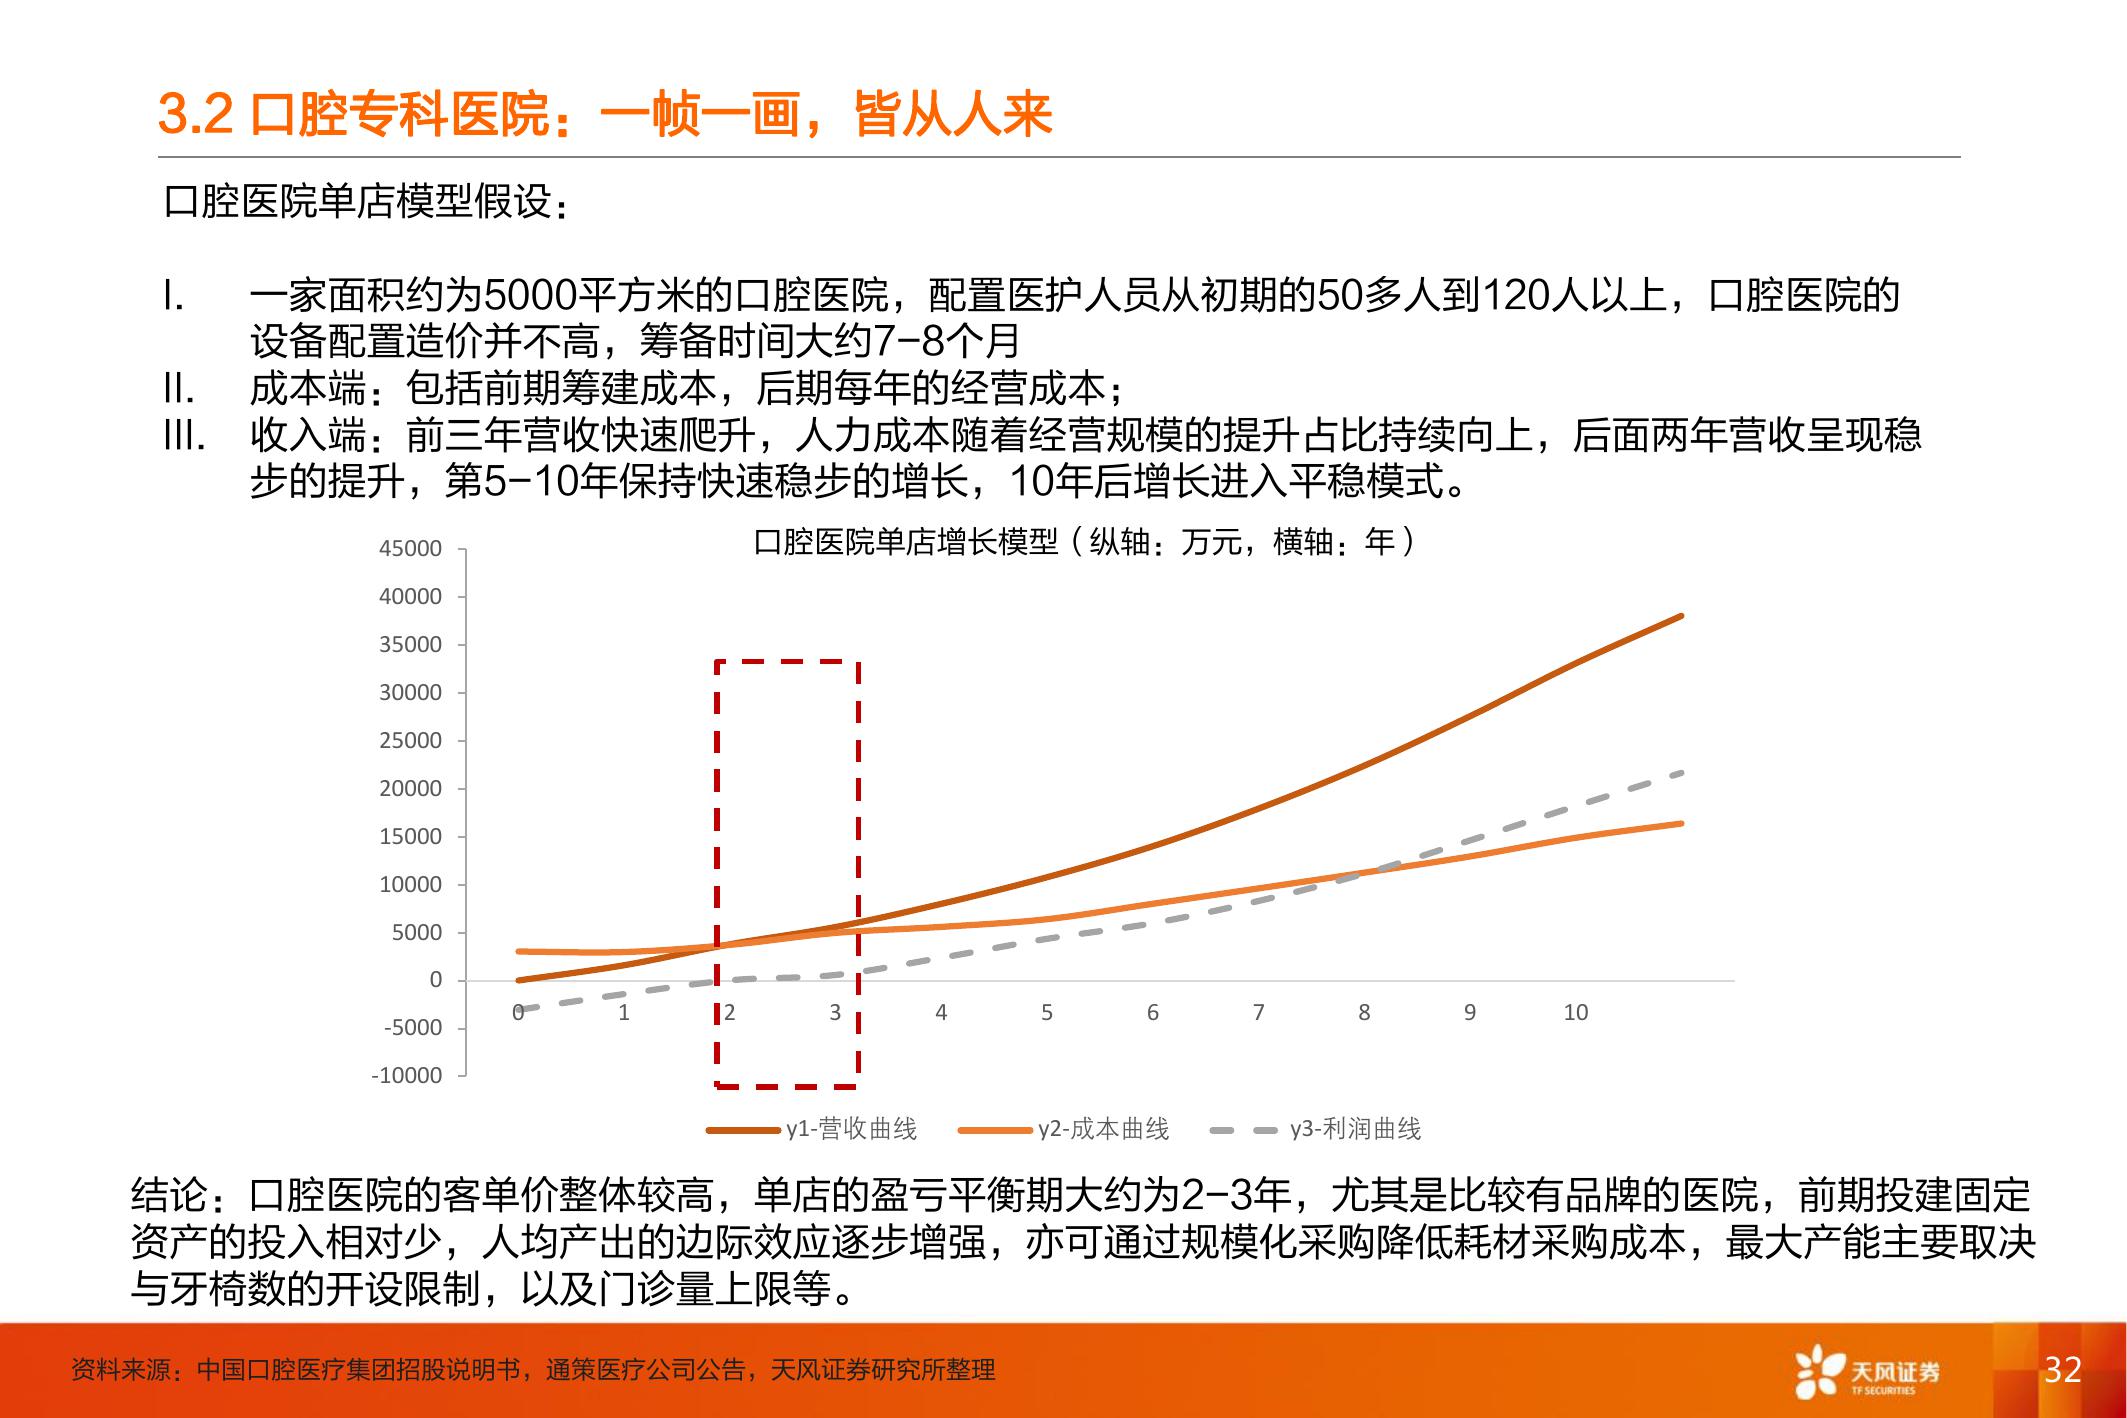 3.2 口腔专科医院：一帧一画，皆从人来
口腔医院单店模型假设：
I. 一家面积约为5000平方米的口腔医院，配置医护人员从初期的50多人到120人以上，口腔医院的
设备配置造价并不高，筹备时间大约7-8个月
II. 成本端：包括前期筹建成本，后期每年的经营成本；
III. 收入端：前三年营收快速爬升，人力成本随着经营规模的提升占比持续向上，后面两年营收呈现稳
步的提升，第5-10年保持快速稳步的增长，10年后增长进入平稳模式。
口腔医院单店增长模型（纵轴：万元，横轴：年）
45000
40000
35000
30000
25000
20000
15000
10000
5000
0
-5000
-10000
0 1 2 3 4 5 6 7 8 9 10
y1-营收曲线 y2-成本曲线 y3-利润曲线
结论：口腔医院的客单价整体较高，单店的盈亏平衡期大约为2-3年，尤其是比较有品牌的医院，前期投建固定
资产的投入相对少，人均产出的边际效应逐步增强，亦可通过规模化采购降低耗材采购成本，最大产能主要取决
与牙椅数的开设限制，以及门诊量上限等。
资料来源：中国口腔医疗集团招股说明书，通策医疗公司公告，天风证券研究所整理
天风证券
TF SECURITIES
32